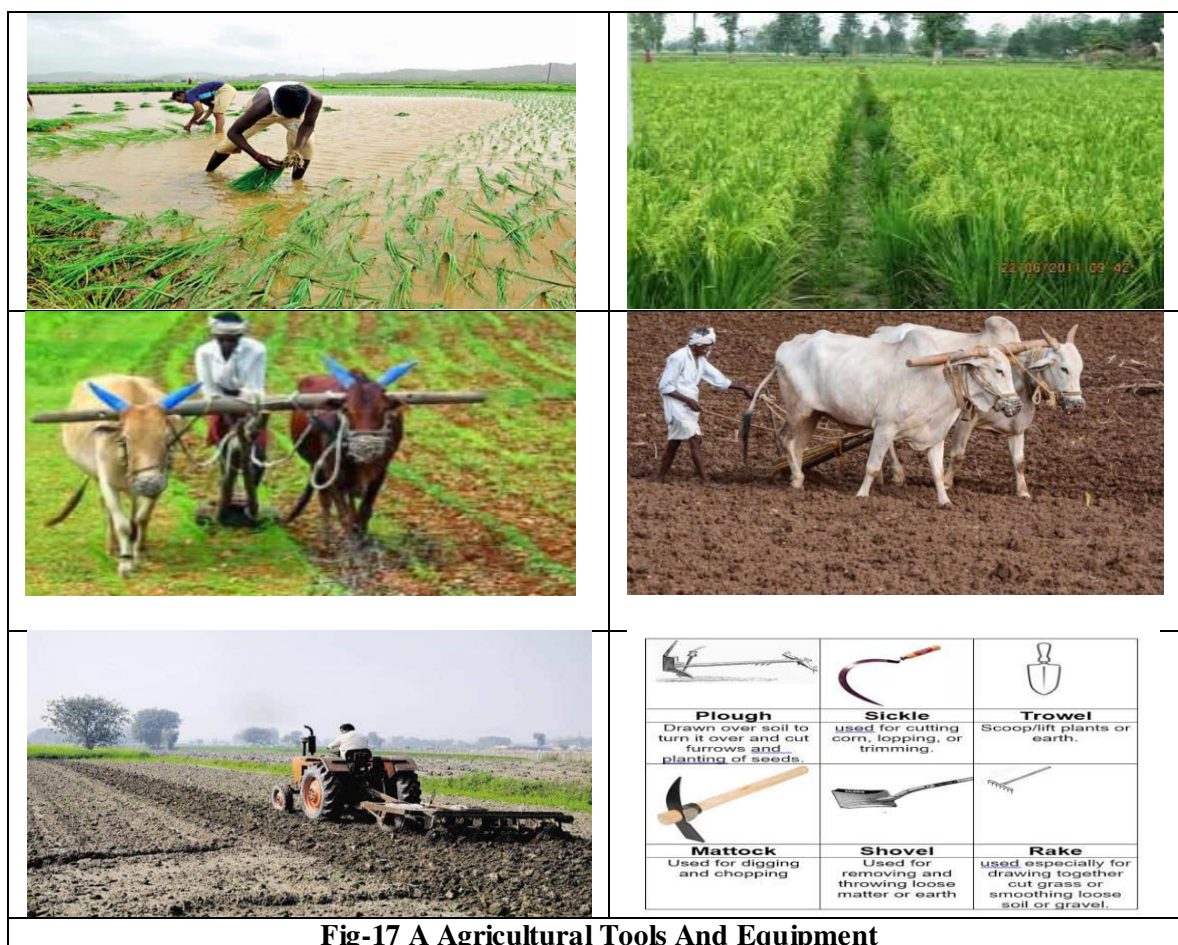 22/06/2011 09:42
Plough
Drawn over soil to
turn it over and cut
furrows and
planting of seeds.
Sickle
used for cutting
corn, lopping, or
trimming.
Trowel
Scoop/lift plants or
earth.
Mattock
Used for digging
and chopping
Shovel
Used for
removing and
throwing loose
matter or earth
Rake
used especially for
drawing together
cut grass or
smoothing loose
soil or gravel.
Fig-17 A Agricultural Tools And Equipment